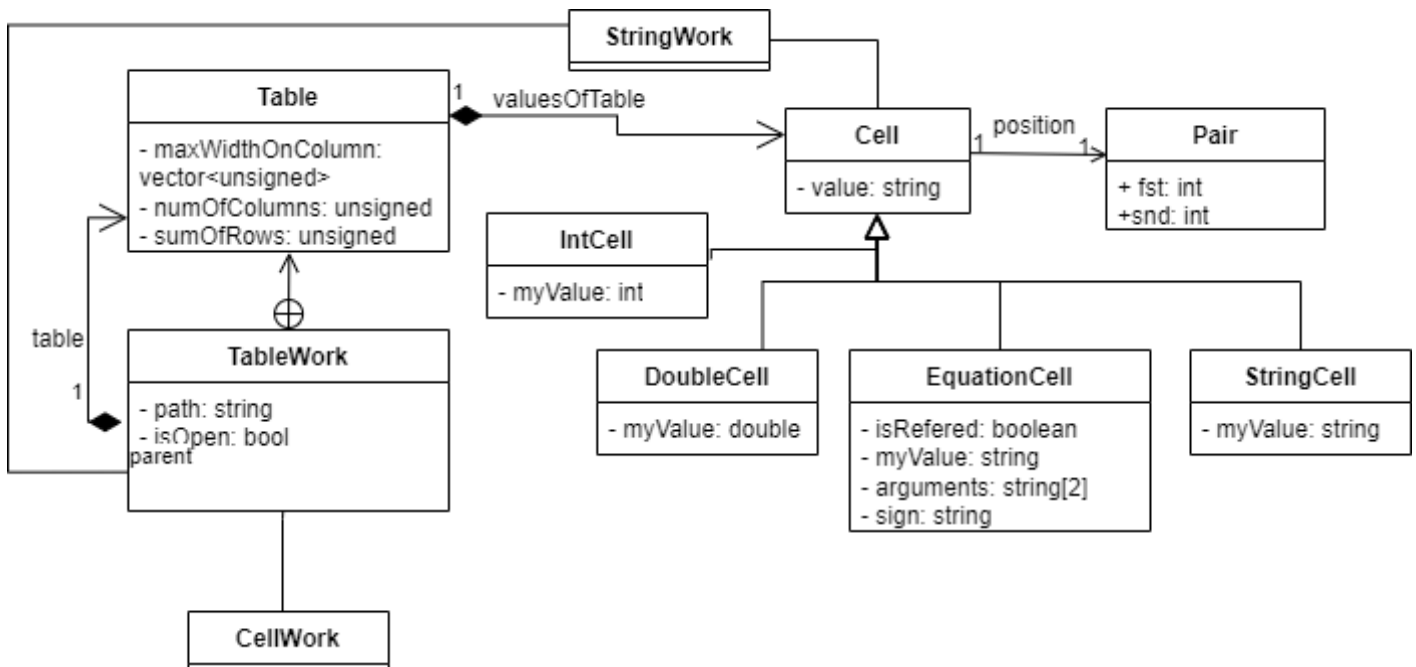 StringWork
Table
- maxWidthOnColumn:
vector<unsigned>
- numOfColumns: unsigned
- sumOfRows: unsigned
1
valuesOfTable
Cell
- value: string
1
position
1
Pair
+ fst: int
+snd: int
IntCell
- myValue: int
table
1
TableWork
- path: string
- isOpen: bool
parent
DoubleCell
- myValue: double
EquationCell
- isRefered: boolean
- myValue: string
- arguments: string[2]
- sign: string
StringCell
- myValue: string
CellWork